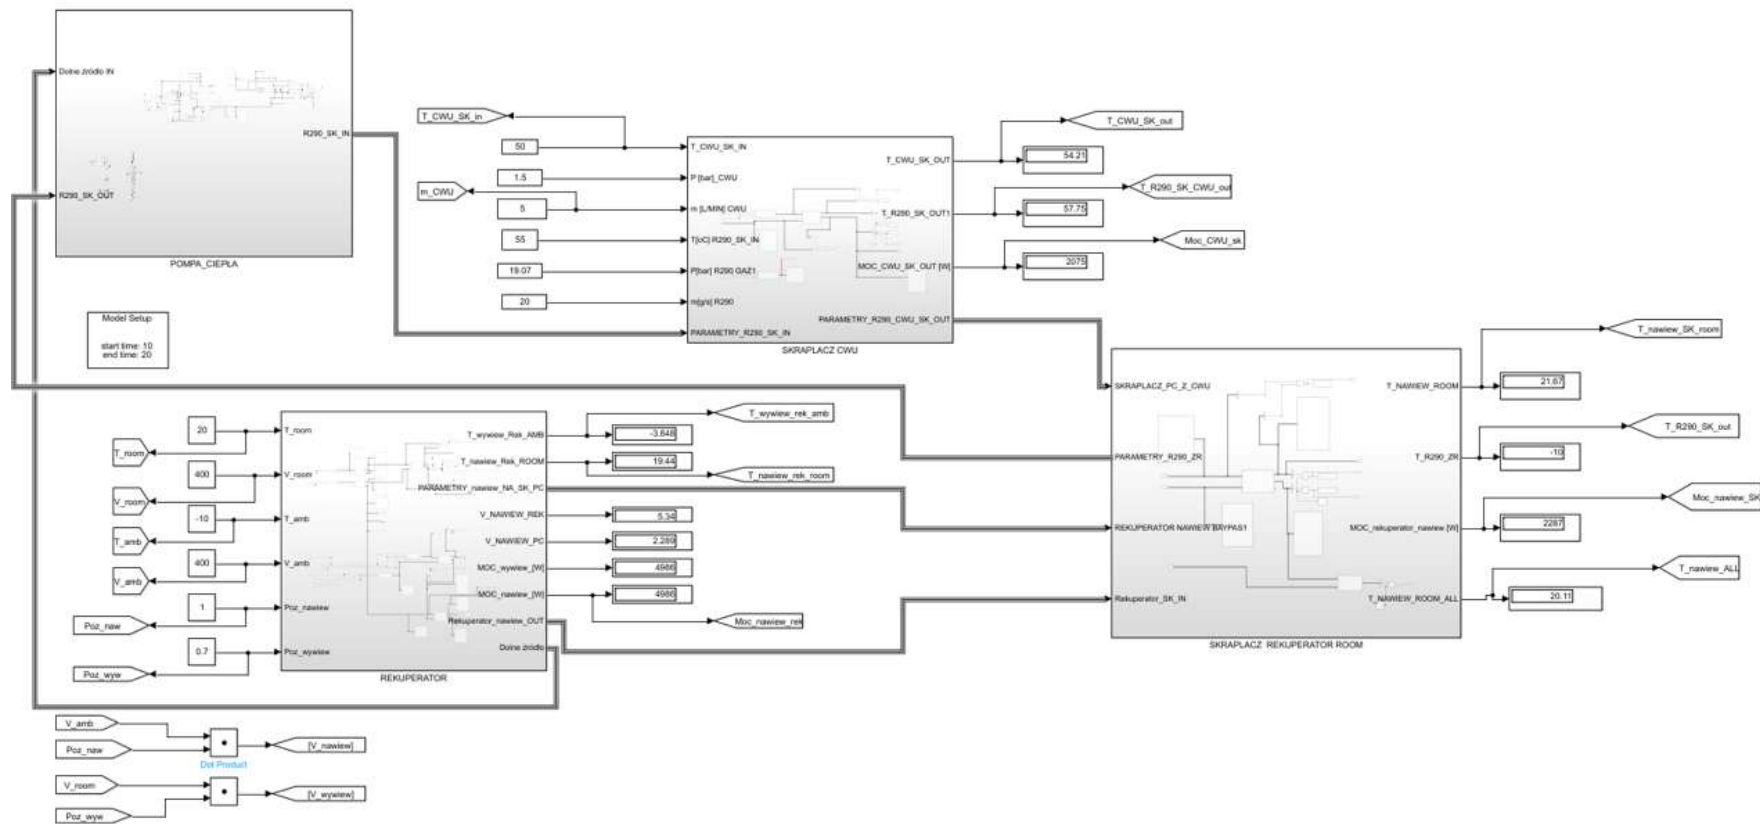 Dolne źródło IN
R290_SK_IN
R290_SK_OUT
POMPA_CIEPŁA
Model Setup
start time: 10
end time: 20
T_CWU_SK_in
50
1.5
m_CWU
5
55
19.07
20
T_CWU_SK_IN
P [bar]_CWU
m [L/MIN] CWU
T[oC] R290_SK_IN
P[bar] R290 GAZ1
m[g/s] R290
PARAMETRY_R290_SK_IN
T_CWU_SK_OUT
T_R290_SK_OUT1
MOC_CWU_SK_OUT [W]
PARAMETRY_R290_CWU_SK_OUT
SKRAPLACZ CWU
T_CWU_SK_out
54.21
T_R290_SK_CWU_out
57.75
Moc_CWU_sk
2075
20
T_room
400
V_room
-10
T_amb
400
V_amb
1
Poz_naw
0.7
Poz_wyw
T_room
V_room
T_amb
V_amb
Poz_nawiew
Poz_wywiew
T_wywiew_Rek_AMB
T_nawiew_Rek_ROOM
PARAMETRY_nawiew_NA_SK_PC
V_NAWIEW_REK
V_NAWIEW_PC
MOC_wywiew_[W]
MOC_nawiew_[W]
Rekuperator_nawiew_OUT
Dolne źródło
REKUPERATOR
T_wywiew_rek_amb
-3.648
19.44
T_nawiew_rek_room
5.34
2.289
4986
4986
Moc_nawiew_rek
SKRAPLACZ_PC_Z_CWU
PARAMETRY_R290_ZR
REKUPERATOR NAWIEW BAYPAS1
Rekuperator_SK_IN
T_NAWIEW_ROOM
T_R290_ZR
MOC_rekuperator_nawiew [W]
T_NAWIEW_ROOM_ALL
SKRAPLACZ REKUPERATOR ROOM
T_nawiew_SK_room
21.67
T_R290_SK_out
-10
Moc_nawiew_SK
2287
T_nawiew_ALL
20.11
V_amb
Poz_naw
[V_nawiew]
Dot Product
V_room
Poz_wyw
[V_wywiew]